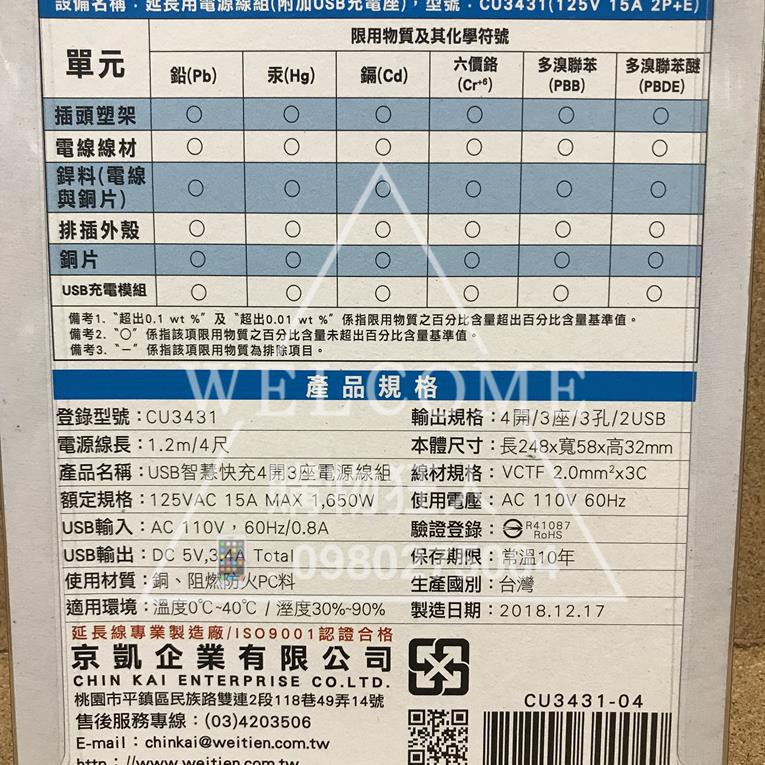 設備名稱：延長用電源線組(附加USB充電座)，型號：CU3431(125V 15A 2P+E)
單元
限用物質及其化學符號
鉛(Pb) 汞(Hg) 鎘(Cd) 六價鉻(Cr+6) 多溴聯苯(PBB) 多溴聯苯醚(PBDE)
插頭塑架 ○ ○ ○ ○ ○ ○
電線線材 ○ ○ ○ ○ ○ ○
銲料(電線與銅片) ○ ○ ○ ○ ○ ○
排插外殼 ○ ○ ○ ○ ○ ○
銅片 ○ ○ ○ ○ ○ ○
USB充電模組 ○ ○ ○ ○ ○ ○
備考1.〝超出0.1 wt %〞及〝超出0.01 wt %〞係指限用物質之百分比含量超出百分比含量基準值。
備考2.〝○〞係指該項限用物質之百分比含量未超出百分比含量基準值。
備考3.〝－〞係指該項限用物質為排除項目。
產品規格
WELCOME
登錄型號：CU3431
電源線長：1.2m/4尺
產品名稱：USB智慧快充4開3座電源線組
額定規格：125VAC 15A MAX 1,650W
USB輸入：AC 110V，60Hz/0.8A
USB輸出：DC 5V,3.4A Total
使用材質：銅、阻燃防火PC料
適用環境：溫度0℃~40℃ / 溼度30%~90%
輸出規格：4開/3座/3孔/2USB
本體尺寸：長248x寬58x高32mm
線材規格：VCTF 2.0mm²x3C
使用電壓：AC 110V 60Hz
驗證登錄：R41087 RoHS
保存期限：常溫10年
生產國別：台灣
製造日期：2018.12.17
延長線專業製造廠/ISO9001認證合格
京凱企業有限公司
CHIN KAI ENTERPRISE CO.LTD.
桃園市平鎮區民族路雙連2段118巷49弄14號
售後服務專線：(03)4203506
E-mail：chinkai@weitien.com.tw
http：//www.weitien.com.tw
CU3431-04